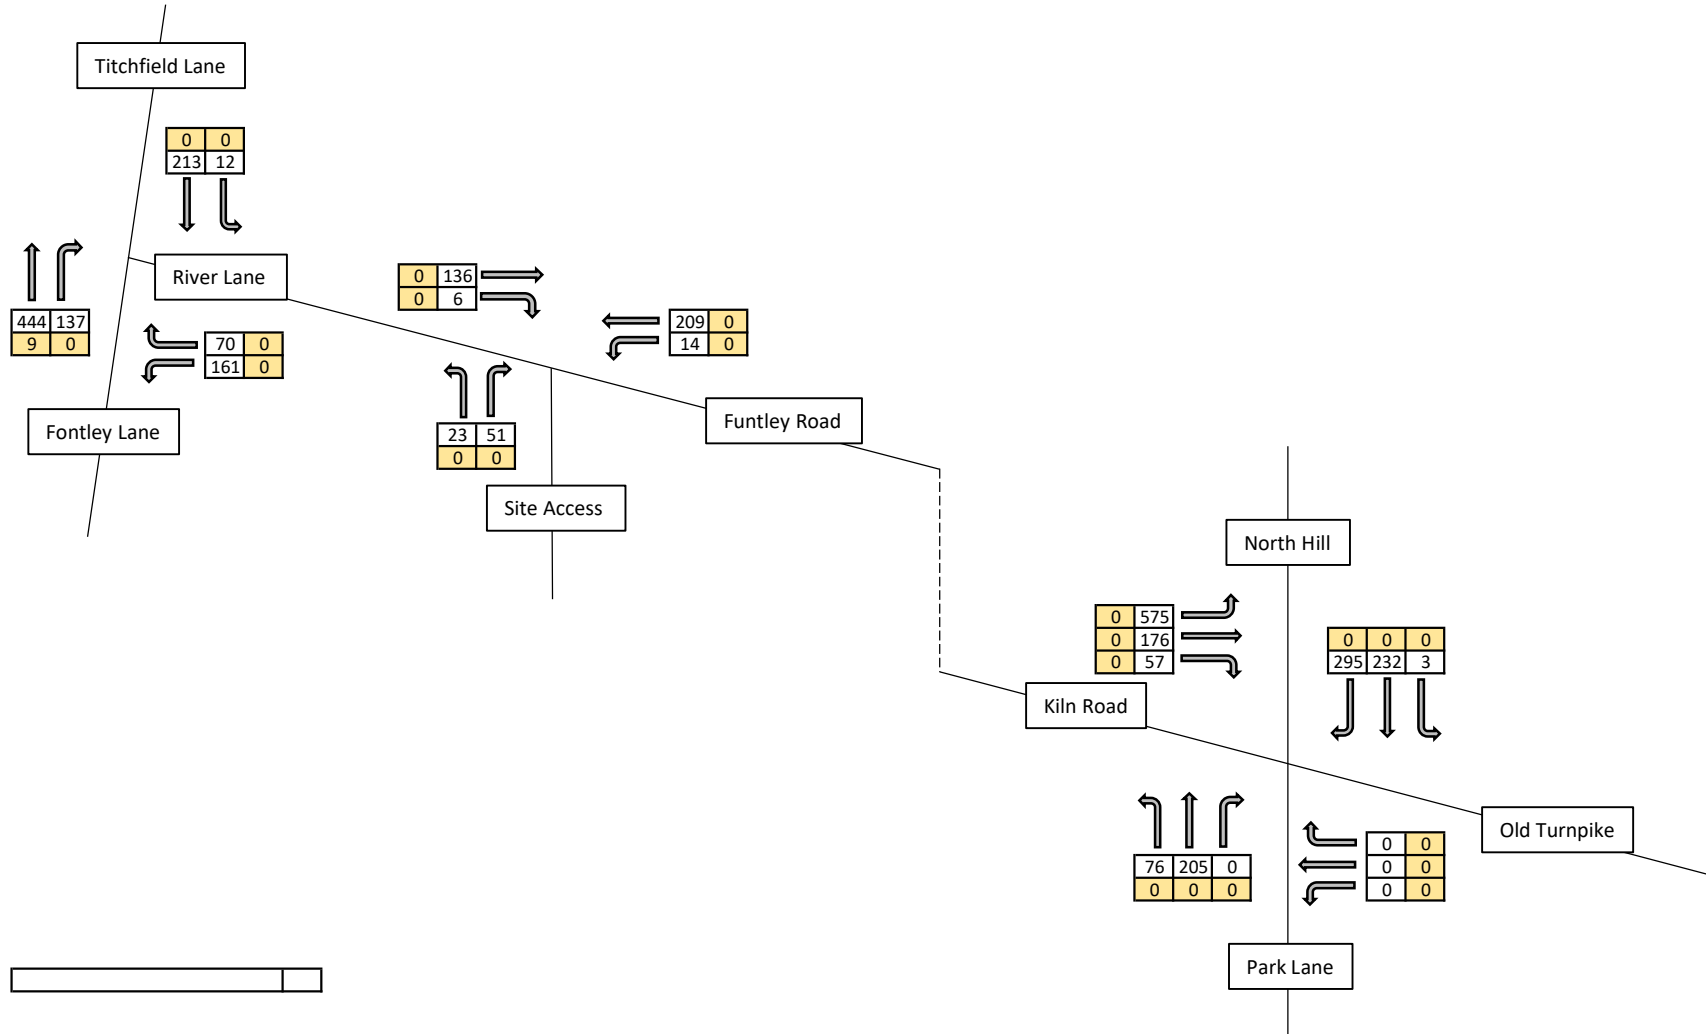 Titchfield Lane
0 0
213 12
River Lane
444 137
9 0
70 0
161 0
Fontley Lane
0 136
0 6
209 0
14 0
23 51
0 0
Funtley Road
Site Access
North Hill
0 575
0 176
0 57
0 0 0
295 232 3
Kiln Road
76 205 0
0 0 0
0 0
0 0
0 0
Old Turnpike
Park Lane